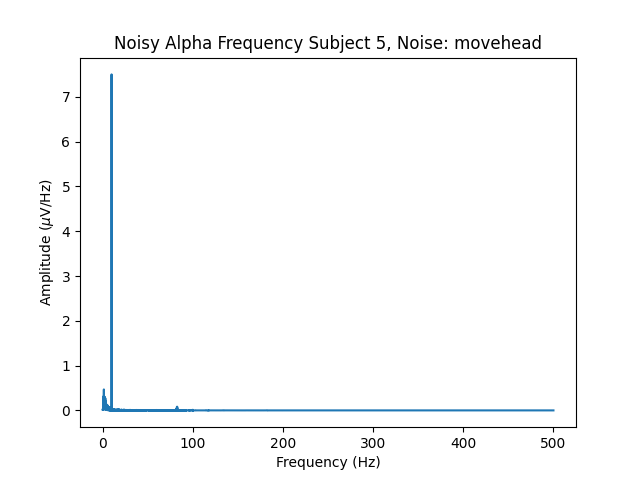 Noisy Alpha Frequency Subject 5, Noise: movehead
7
6
5
4
3
2
1
0
Amplitude (μV/Hz)
0 100 200 300 400 500
Frequency (Hz)